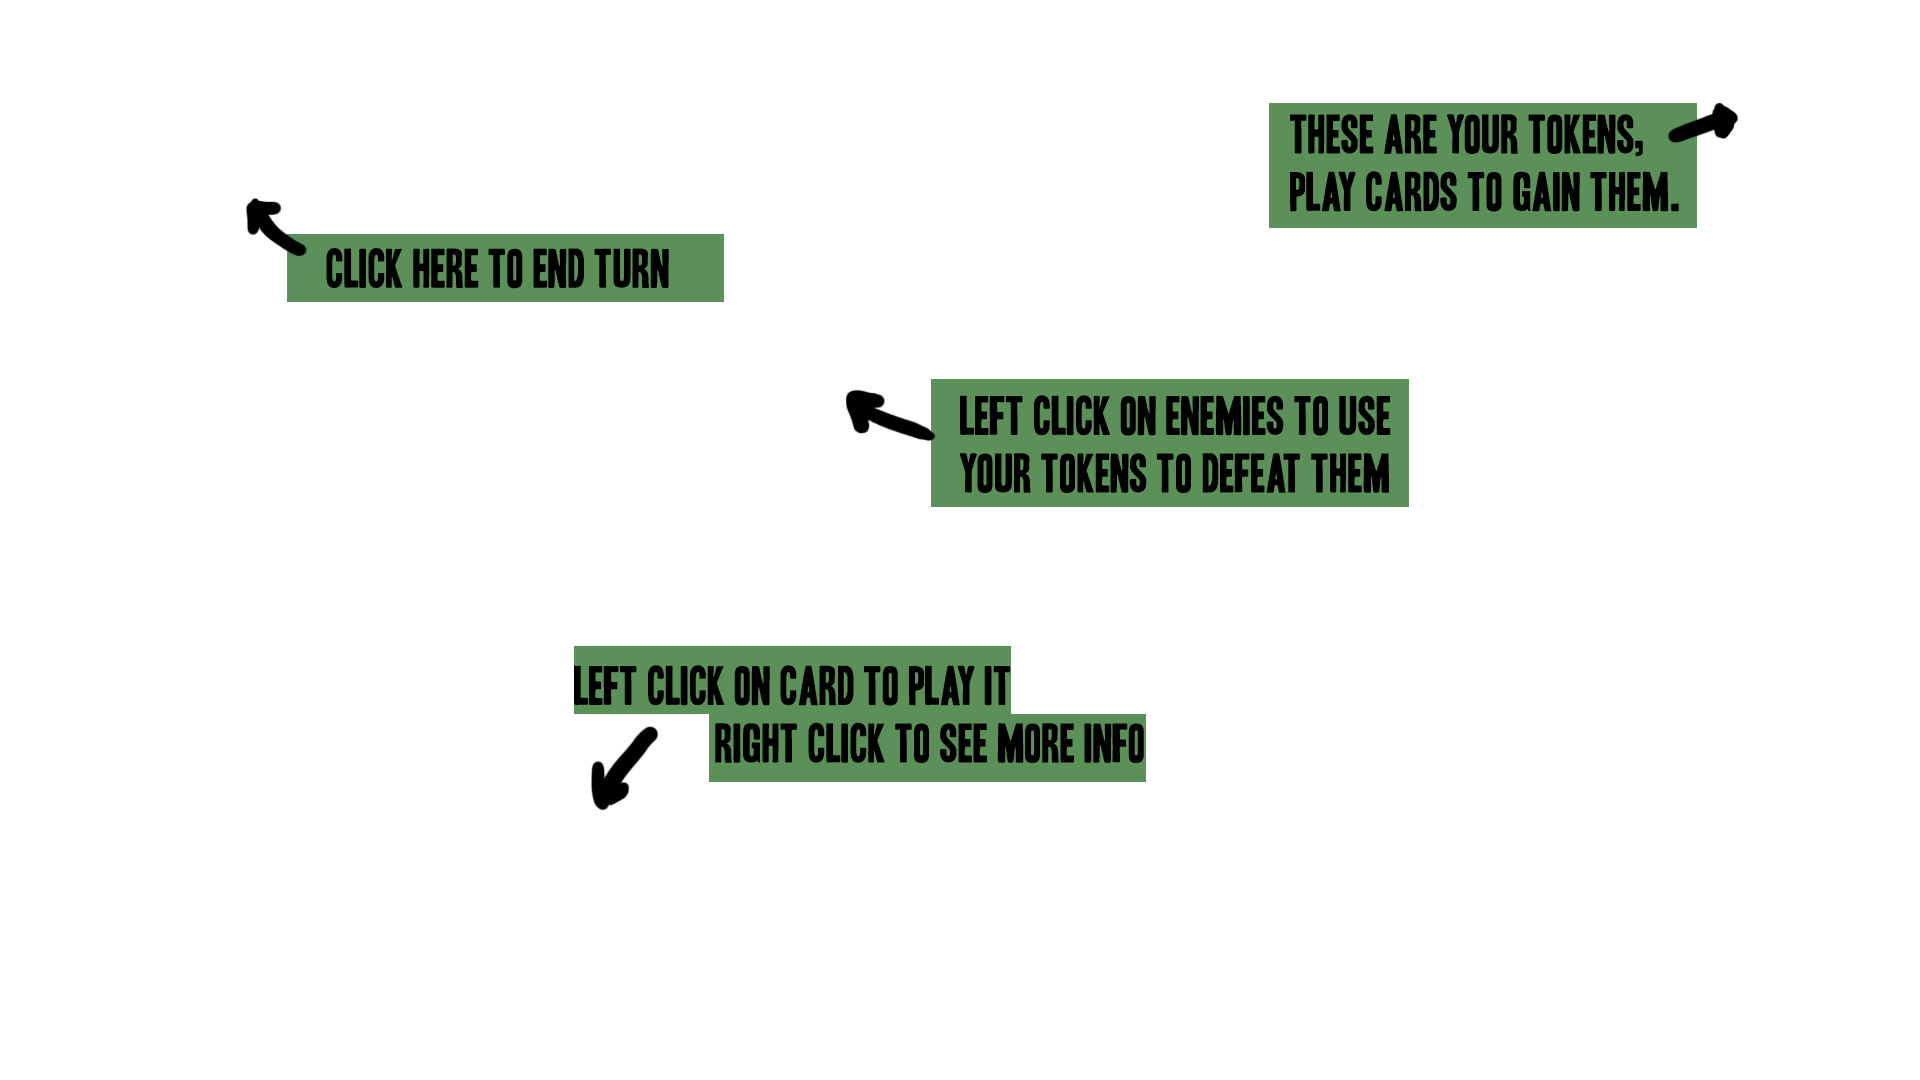 THESE ARE YOUR TOKENS,
PLAY CARDS TO GAIN THEM.
CLICK HERE TO END TURN
LEFT CLICK ON ENEMIES TO USE
YOUR TOKENS TO DEFEAT THEM
LEFT CLICK ON CARD TO PLAY IT
RIGHT CLICK TO SEE MORE INFO